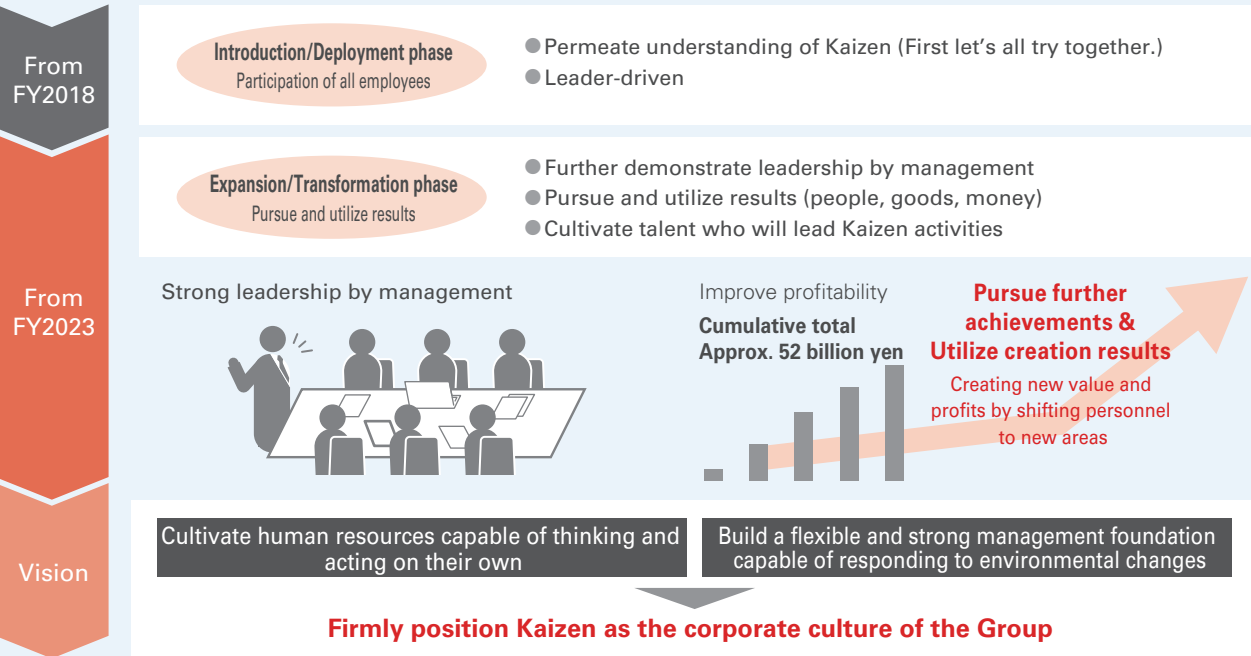 From
FY2018
Introduction/Deployment phase
Participation of all employees
●Permeate understanding of Kaizen (First let's all try together.)
●Leader-driven
From
FY2023
Expansion/Transformation phase
Pursue and utilize results
●Further demonstrate leadership by management
●Pursue and utilize results (people, goods, money)
●Cultivate talent who will lead Kaizen activities
Strong leadership by management
Improve profitability
Cumulative total
Approx. 52 billion yen
Pursue further
achievements &
Utilize creation results
Creating new value and
profits by shifting personnel
to new areas
Vision
Cultivate human resources capable of thinking and
acting on their own
Build a flexible and strong management foundation
capable of responding to environmental changes
Firmly position Kaizen as the corporate culture of the Group